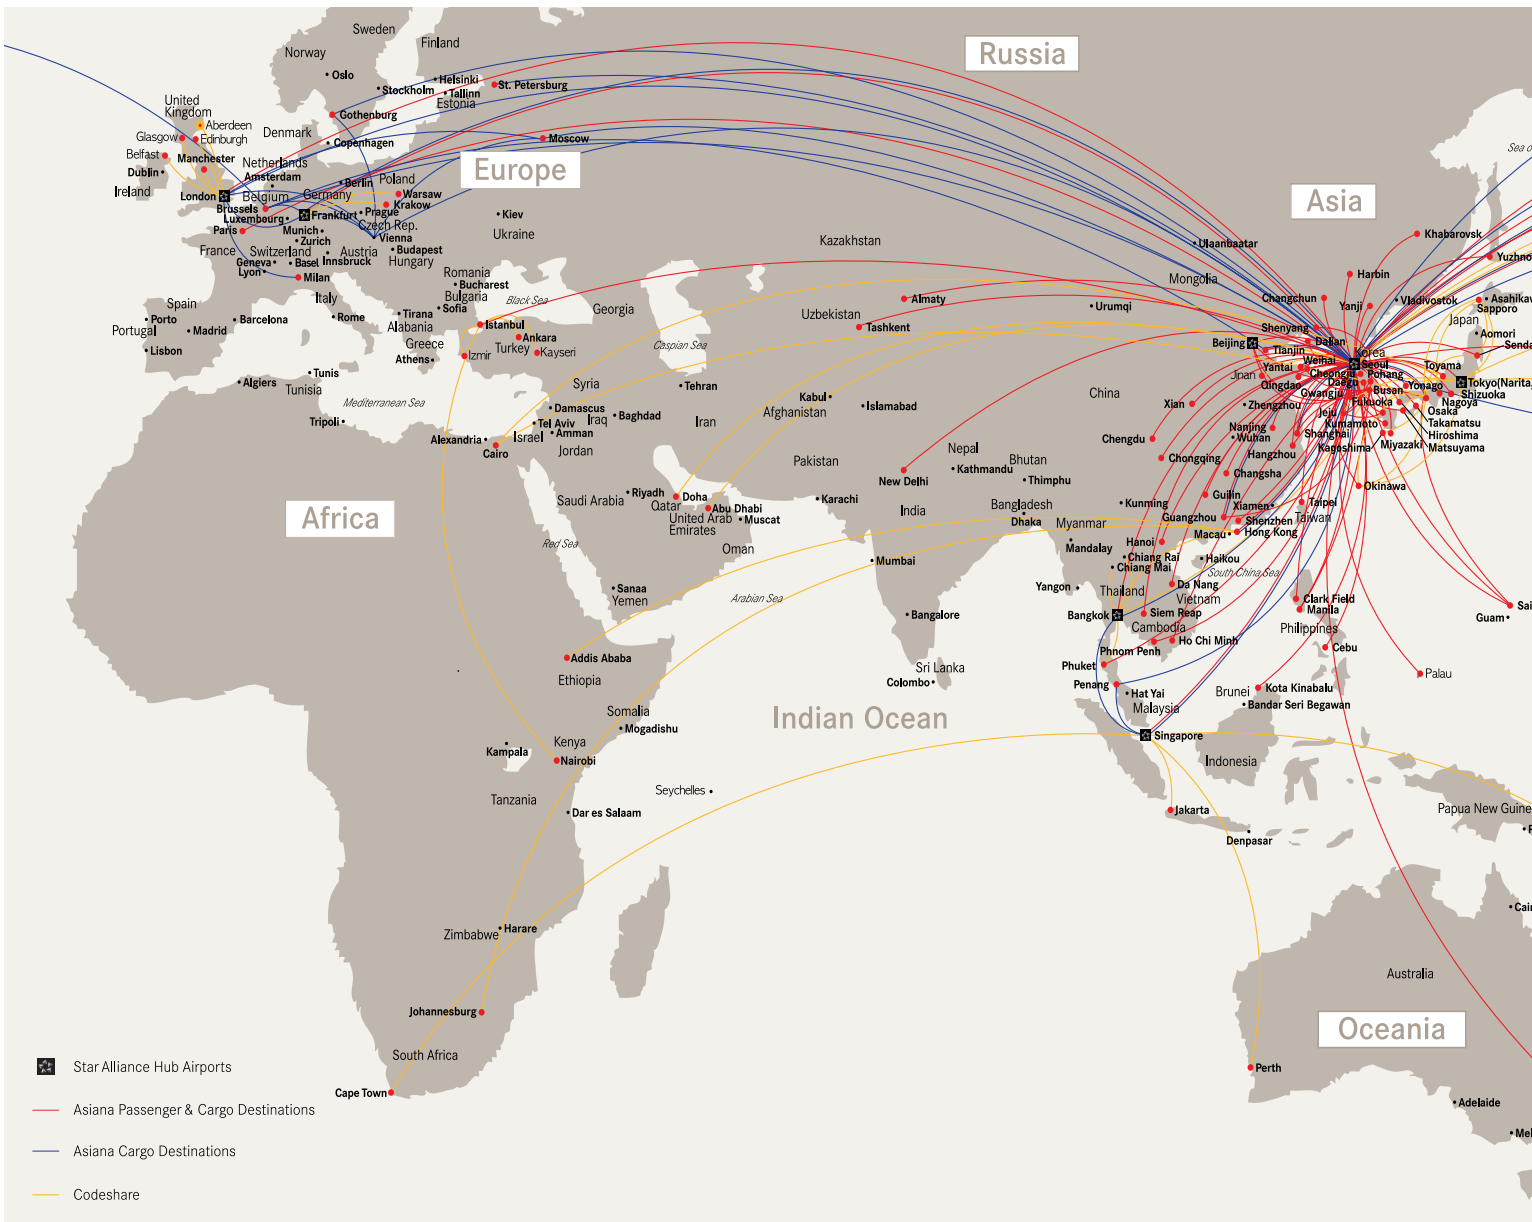 Sweden
Finland
Norway
Russia
Oslo
Helsinki
Stockholm
St. Petersburg
Tallinn
Estonia
United
Kingdom
Gothenburg
Aberdeen
Denmark
Glasgow
Edinburgh
Moscow
Copenhagen
Sea o
Belfast
Manchester
Netherlands
Europe
Dublin
Amsterdam
Poland
Berlin
Ireland
London
Belgium
Germany
Warsaw
Asia
Brussels
Krakow
Luxembourg
Frankfurt
Prague
Kiev
Paris
Munich
Czech Rep.
Ukraine
Khabarovsk
Zurich
Vienna
Kazakhstan
Ulaanbaatar
France
Switzerland
Austria
Budapest
Yuzhno
Geneva
Basel
Innsbruck
Hungary
Lyon
Milan
Romania
Mongolia
Harbin
Bucharest
Spain
Italy
Bulgaria
Black Sea
Almaty
Changchun
Yanji
Vladivostok
Asahikaw
Sofia
Georgia
Urumqi
Sapporo
Porto
Barcelona
Rome
Tirana
Uzbekistan
Japan
Portugal
Madrid
Alabania
Istanbul
Tashkent
Shenyang
Aomori
Greece
Ankara
Caspian Sea
Beijing
Dalian
Senda
Lisbon
Turkey
Kayseri
Tianjin
Korea
Athens
Izmir
Weihai
Seoul
Toyama
Yantai
Cheongju
Pohang
Tunis
Jinan
Qingdao
Daegu
Yonago
Tokyo(Narita,
Algiers
Tunisia
Syria
Tehran
Gwangju
Busan
Shizuoka
Mediterranean Sea
Kabul
China
Fukuoka
Nagoya
Damascus
Afghanistan
Islamabad
Xian
Zhengzhou
Jeju
Osaka
Tripoli
Tel Aviv
Iraq
Baghdad
Iran
Nanjing
Kumamoto
Takamatsu
Alexandria
Israel
Amman
Chengdu
Wuhan
Shanghai
Hiroshima
Cairo
Jordan
Nepal
Hangzhou
Kagoshima
Miyazaki
Matsuyama
Pakistan
Bhutan
Chongqing
New Delhi
Kathmandu
Changsha
Thimphu
Okinawa
Saudi Arabia
Riyadh
Doha
Karachi
Bangladesh
Kunming
Guilin
Xiamen
Taipei
Qatar
Abu Dhabi
India
Dhaka
Guangzhou
Taiwan
Africa
United Arab
Emirates
Muscat
Myanmar
Shenzhen
Macau
Hong Kong
Red Sea
Oman
Mandalay
Hanoi
Mumbai
Chiang Rai
Haikou
Chiang Mai
South China Sea
Sanaa
Yangon
Thailand
Da Nang
Yemen
Arabian Sea
Vietnam
Clark Field
Sai
Bangalore
Bangkok
Siem Reap
Manila
Guam
Cambodia
Philippines
Ho Chi Minh
Phnom Penh
Cebu
Addis Ababa
Sri Lanka
Phuket
Palau
Ethiopia
Colombo
Penang
Hat Yai
Brunei
Kota Kinabalu
Somalia
Malaysia
Bandar Seri Begawan
Indian Ocean
Mogadishu
Kenya
Singapore
Kampala
Nairobi
Indonesia
Seychelles
Tanzania
Dar es Salaam
Jakarta
Papua New Guine
Denpasar
P
Cair
Harare
Zimbabwe
Australia
Johannesburg
Oceania
South Africa
Star Alliance Hub Airports
Perth
Cape Town
Asiana Passenger & Cargo Destinations
Adelaide
Mel
Asiana Cargo Destinations
Codeshare